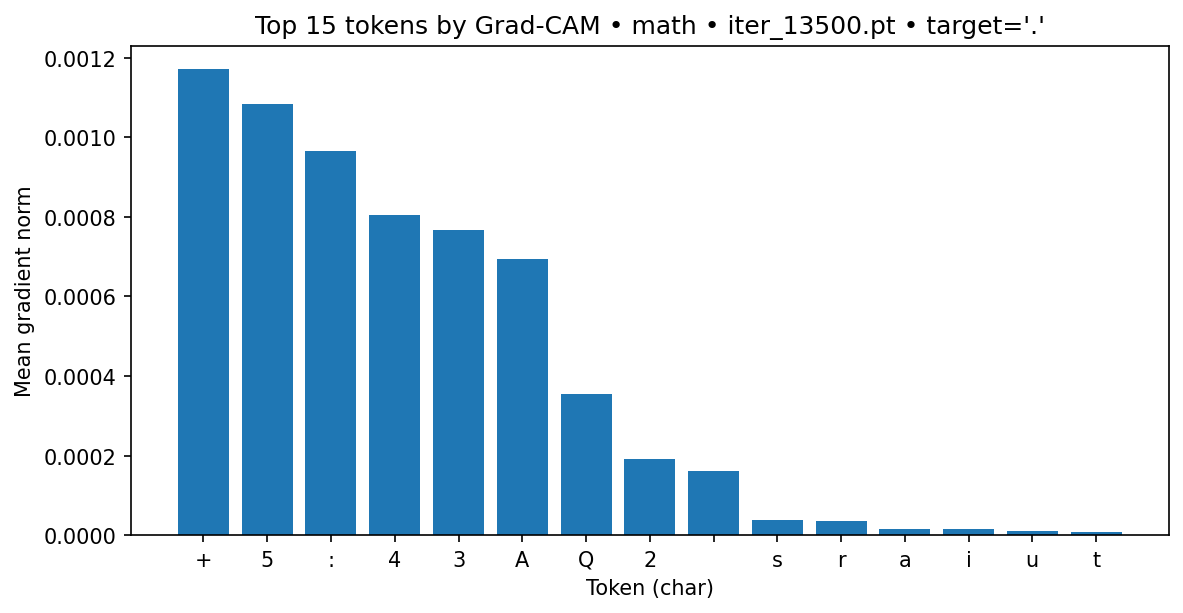 Top 15 tokens by Grad-CAM • math • iter_13500.pt • target='.'
Mean gradient norm
0.0012
0.0010
0.0008
0.0006
0.0004
0.0002
0.0000
+ 5 : 4 3 A Q 2 s r a i u t
Token (char)